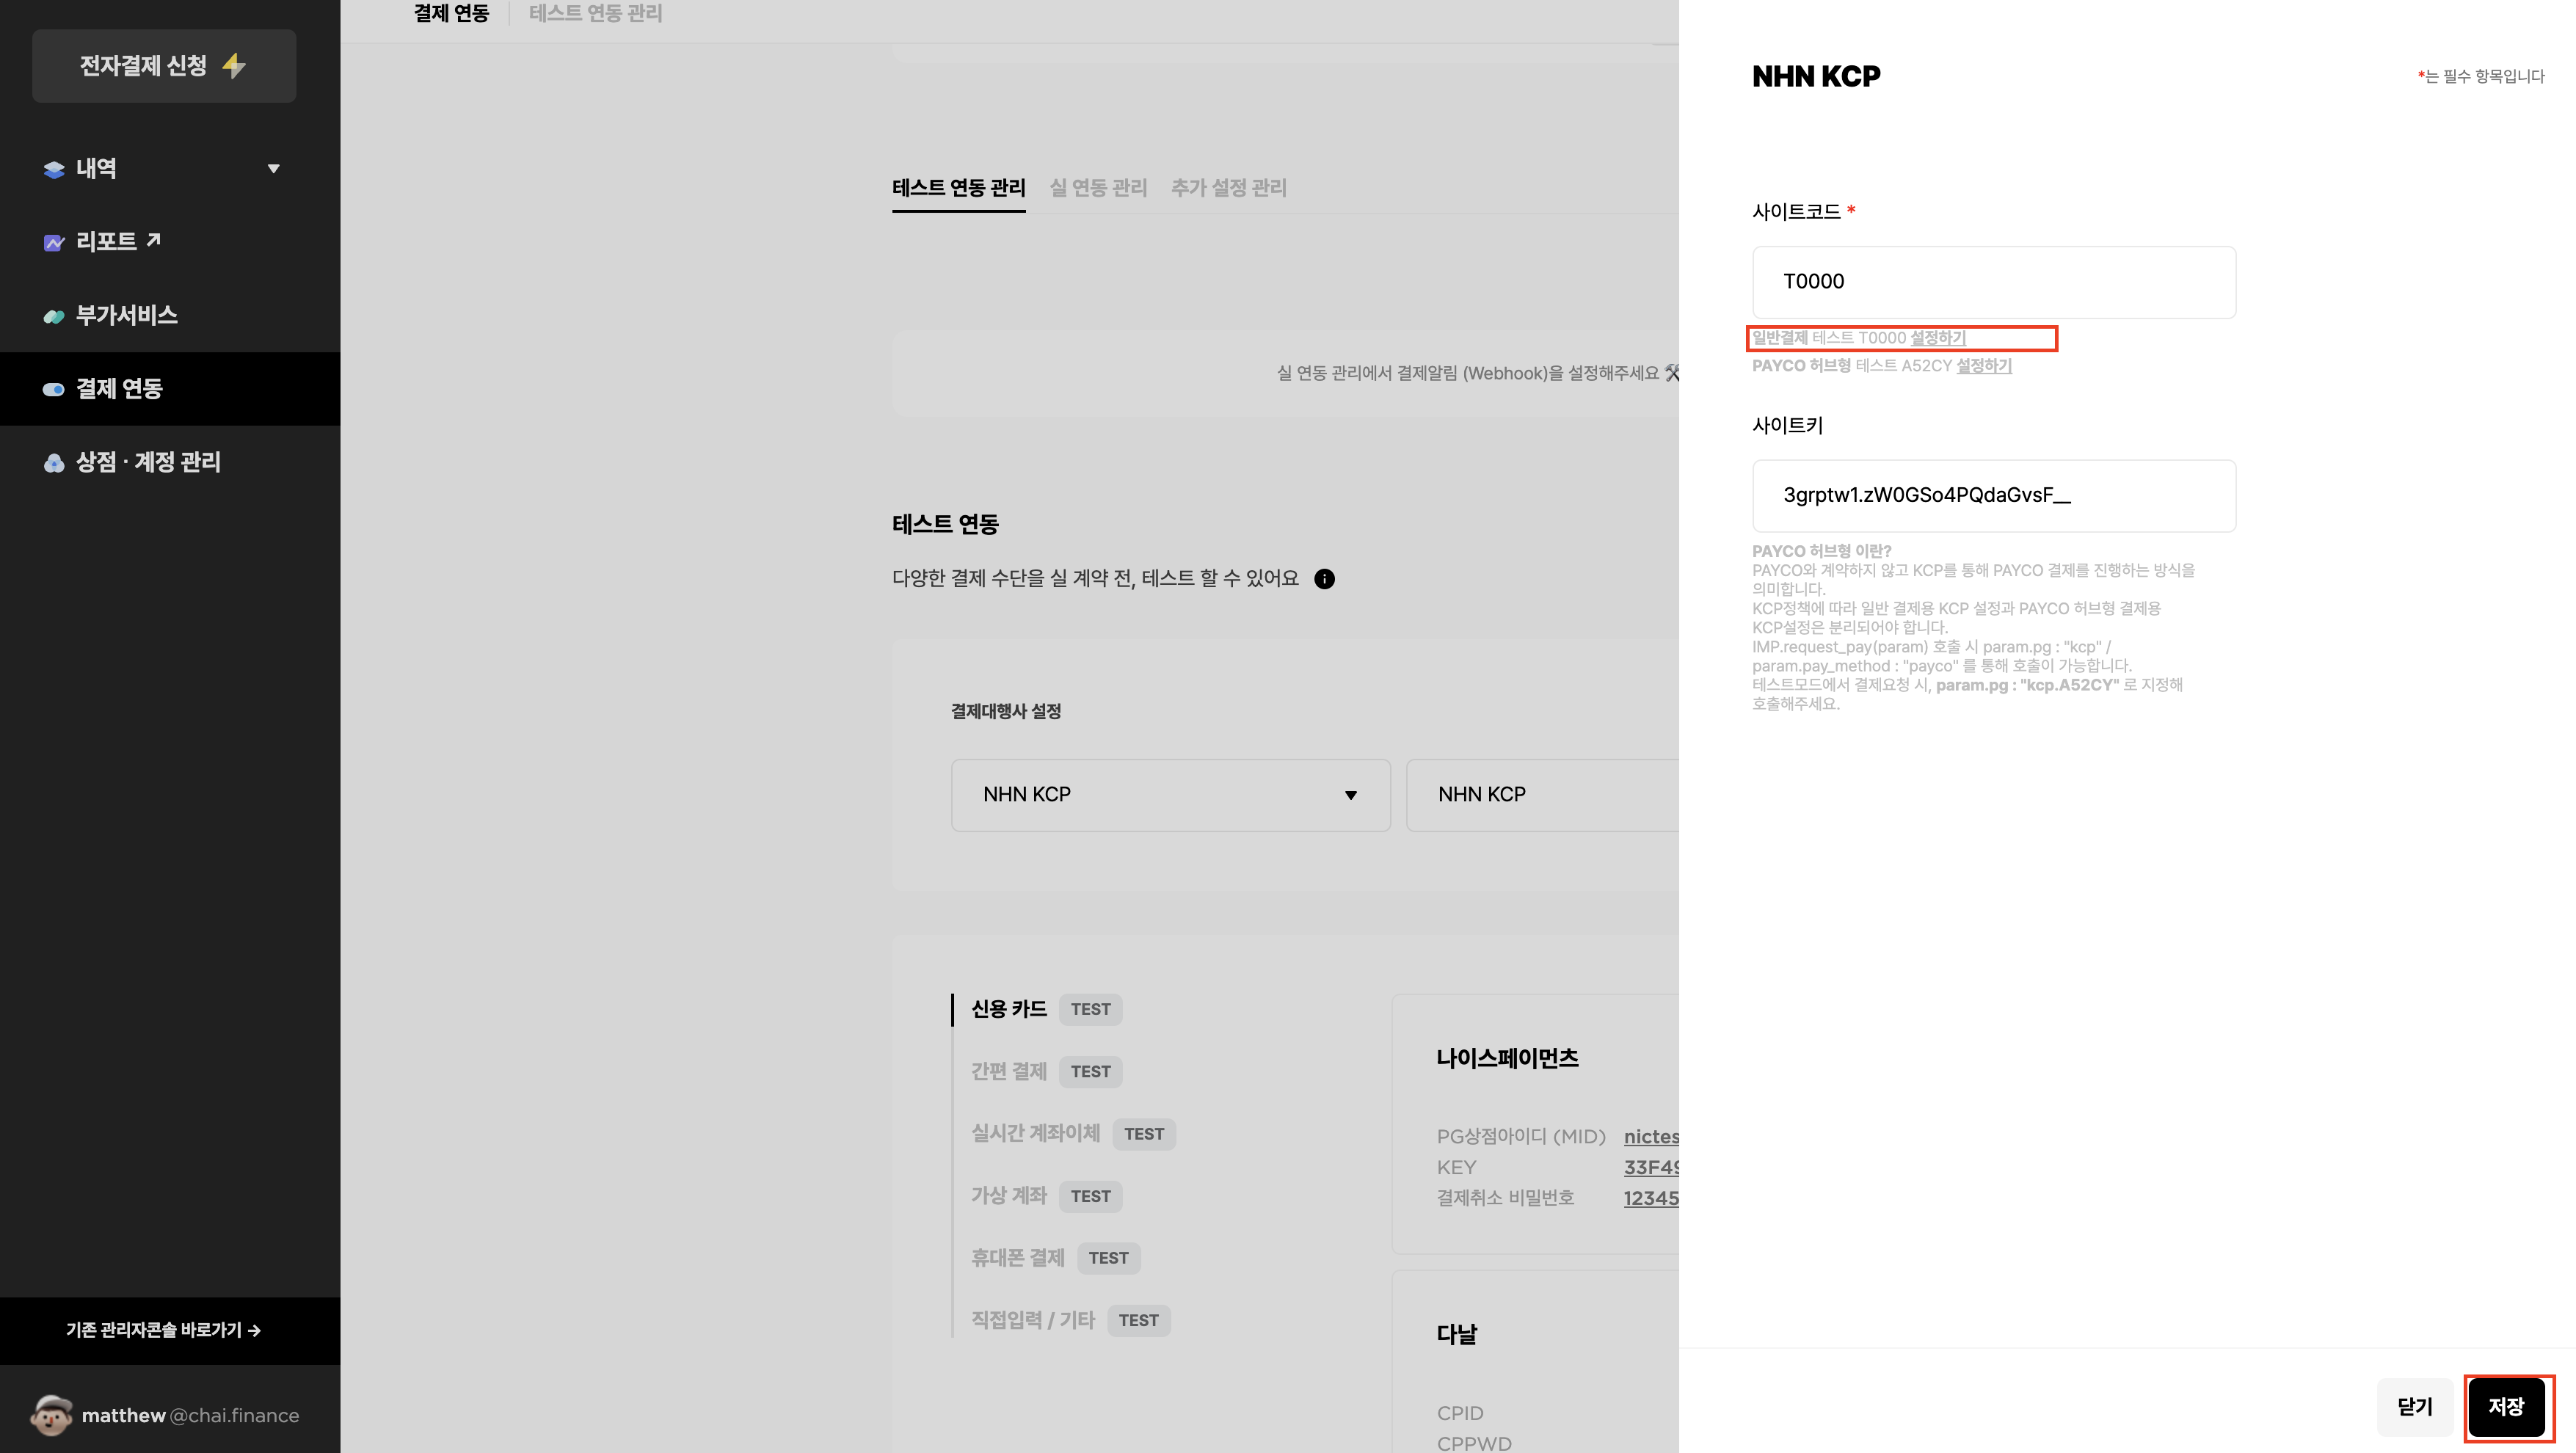 전자결제 신청
내역
리포트
부가서비스
결제 연동
상점 · 계정 관리
기존 관리자콘솔 바로가기 →
matthew @chai.finance
결제 연동
테스트 연동 관리
테스트 연동 관리
실 연동 관리
추가 설정 관리
실 연동 관리에서 결제알림 (Webhook)을 설정해주세요
테스트 연동
다양한 결제 수단을 실 계약 전, 테스트 할 수 있어요
결제대행사 설정
NHN KCP
NHN KCP
신용 카드 TEST
간편 결제 TEST
실시간 계좌이체 TEST
가상 계좌 TEST
휴대폰 결제 TEST
직접입력 / 기타 TEST
나이스페이먼츠
PG상점아이디 (MID) nictes
KEY 33F49
결제취소 비밀번호 12345
다날
CPID
CPPWD
NHN KCP
*는 필수 항목입니다
사이트코드 *
T0000
일반결제 테스트 T0000 설정하기
PAYCO 허브형 테스트 A52CY 설정하기
사이트키
3grptw1.zW0GSo4PQdaGvsF__
PAYCO 허브형 이란?
PAYCO와 계약하지 않고 KCP를 통해 PAYCO 결제를 진행하는 방식을
의미합니다.
KCP정책에 따라 일반 결제용 KCP 설정과 PAYCO 허브형 결제용
KCP설정은 분리되어야 합니다.
IMP.request_pay(param) 호출 시 param.pg : "kcp" /
param.pay_method : "payco" 를 통해 호출이 가능합니다.
테스트모드에서 결제요청 시, param.pg : "kcp.A52CY" 로 지정해
호출해주세요.
닫기
저장